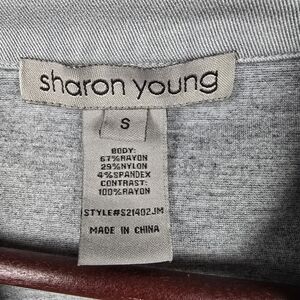 sharon young
S
BODY:
67%RAYON
29%NYLON
4%SPANDEX
CONTRAST:
100%RAYON
STYLE#S21402JM
MADE IN CHINA